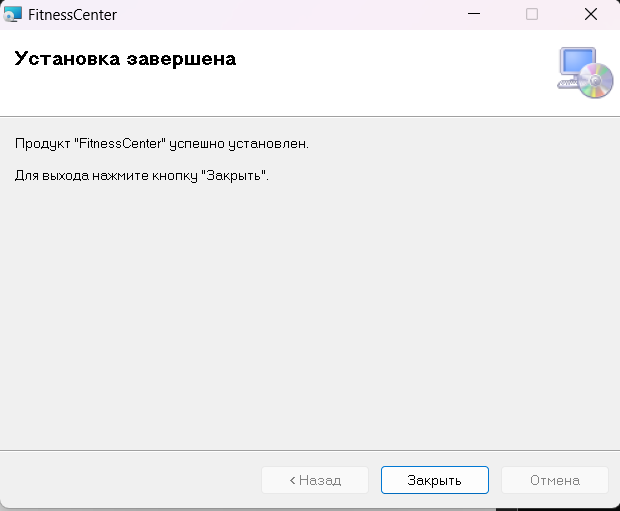 FitnessCenter
Установка завершена
Продукт "FitnessCenter" успешно установлен.
Для выхода нажмите кнопку "Закрыть".
< Назад
Закрыть
Отмена